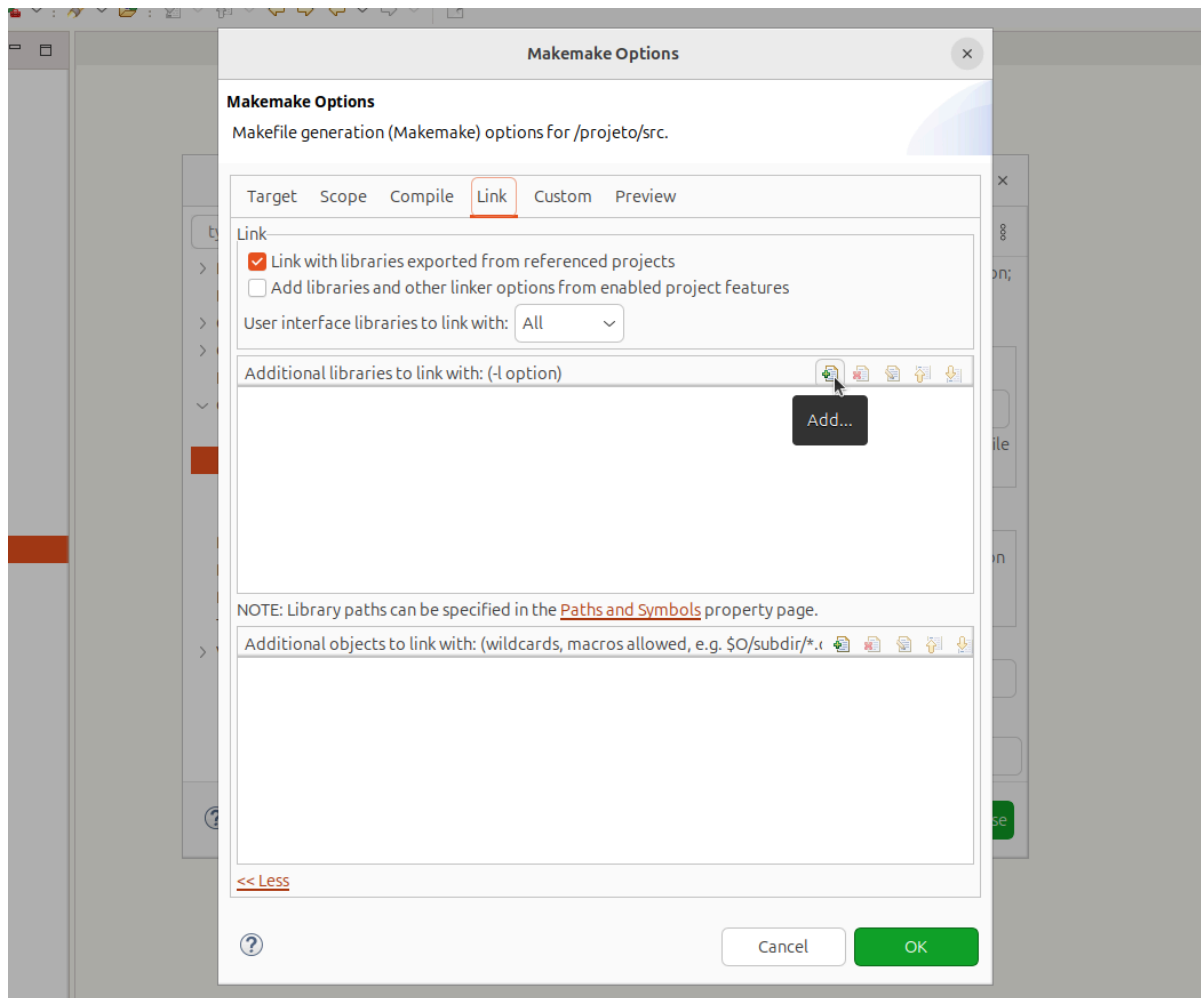 Makemake Options
Makemake Options
Makefile generation (Makemake) options for /projeto/src.
Target Scope Compile Link Custom Preview
Link
Link with libraries exported from referenced projects
Add libraries and other linker options from enabled project features
User interface libraries to link with: All
Additional libraries to link with: (-l option)
Add...
NOTE: Library paths can be specified in the Paths and Symbols property page.
Additional objects to link with: (wildcards, macros allowed, e.g. $O/subdir/*.
<< Less
Cancel OK